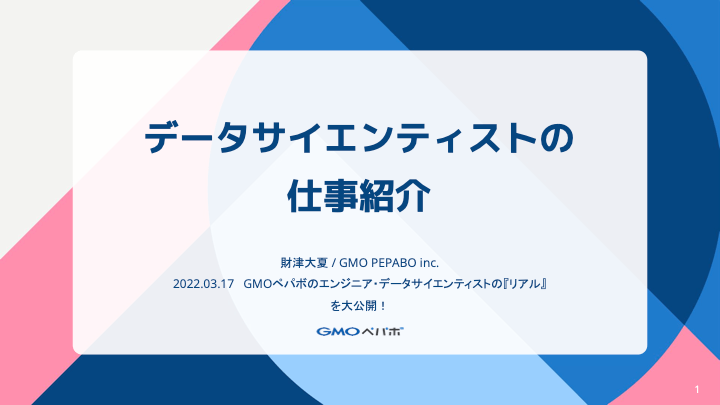 データサイエンティストの
仕事紹介
財津大夏 / GMO PEPABO inc.
2022.03.17 GMOペパボのエンジニア・データサイエンティストの『リアル』
を大公開！
GMOペパボ
1